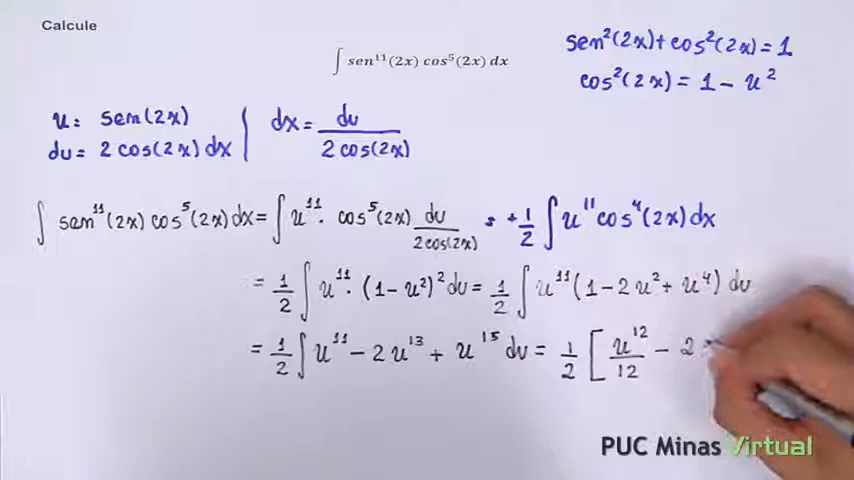 Calcule
∫ sen¹¹(2x) cos⁵(2x) dx
sen²(2x)+cos²(2x)=1
cos²(2x) = 1 - u²
u = sen(2x)
du = 2 cos(2x) dx
dx = du / 2 cos(2x)
∫ sen¹¹(2x) cos⁵(2x) dx = ∫ u¹¹ · cos⁵(2x) du / 2cos(2x) = +1/2 ∫ u¹¹ cos⁴(2x) dx
= 1/2 ∫ u¹¹ · (1 - u²)² du = 1/2 ∫ u¹¹ (1 - 2u² + u⁴) du
= 1/2 ∫ u¹¹ - 2u¹³ + u¹⁵ du = 1/2 [ u¹²/12 - 2
PUC Minas Virtual